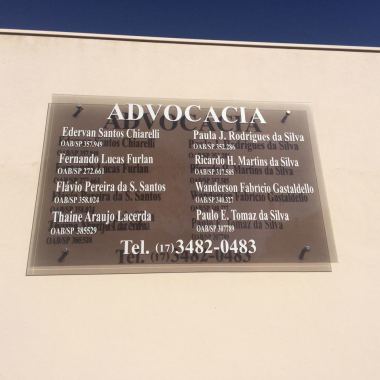 ADVOCACIA
Edervan Santos Chiarelli
OAB/SP 357.949
Fernando Lucas Furlan
OAB/SP 272.661
Flávio Pereira da S. Santos
OAB/SP 358.024
Thaine Araujo Lacerda
OAB/SP 385529
Paula J. Rodrigues da Silva
OAB/SP 352.286
Ricardo H. Martins da Silva
OAB/SP 317.585
Wanderson Fabrício Gastaldello
OAB/SP 340.327
Paulo E. Tomaz da Silva
OAB/SP 307789
Tel. (17) 3482-0483